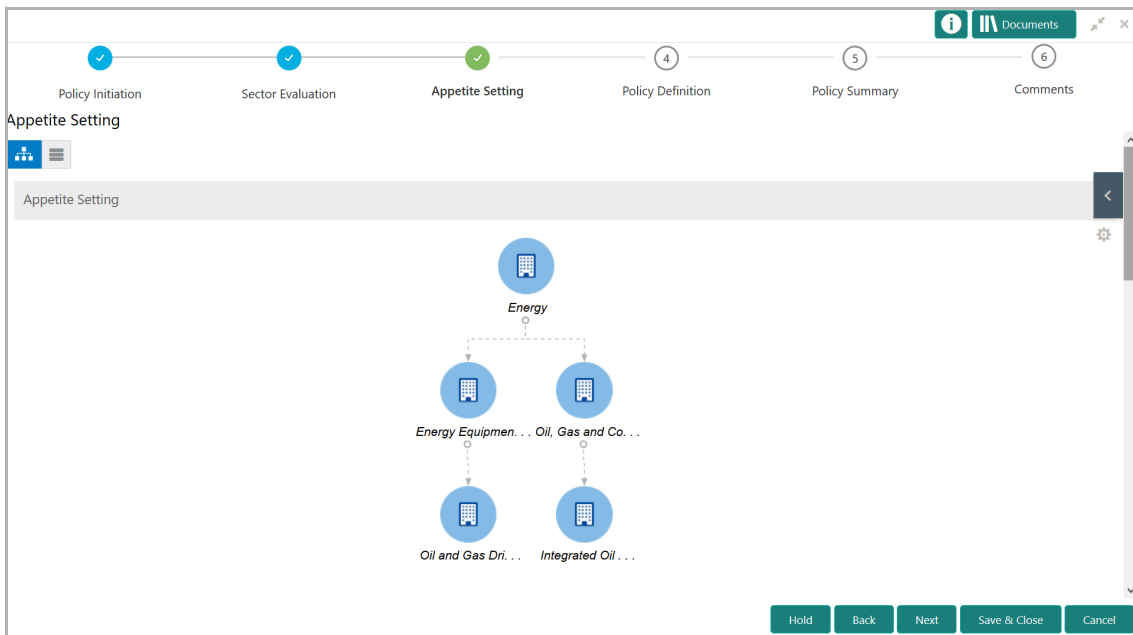 i Documents
4 5 6
Policy Initiation Sector Evaluation Appetite Setting Policy Definition Policy Summary Comments
Appetite Setting
Appetite Setting
Energy
Energy Equipmen. . . Oil, Gas and Co. . .
Oil and Gas Dri. . . Integrated Oil . . .
Hold Back Next Save & Close Cancel